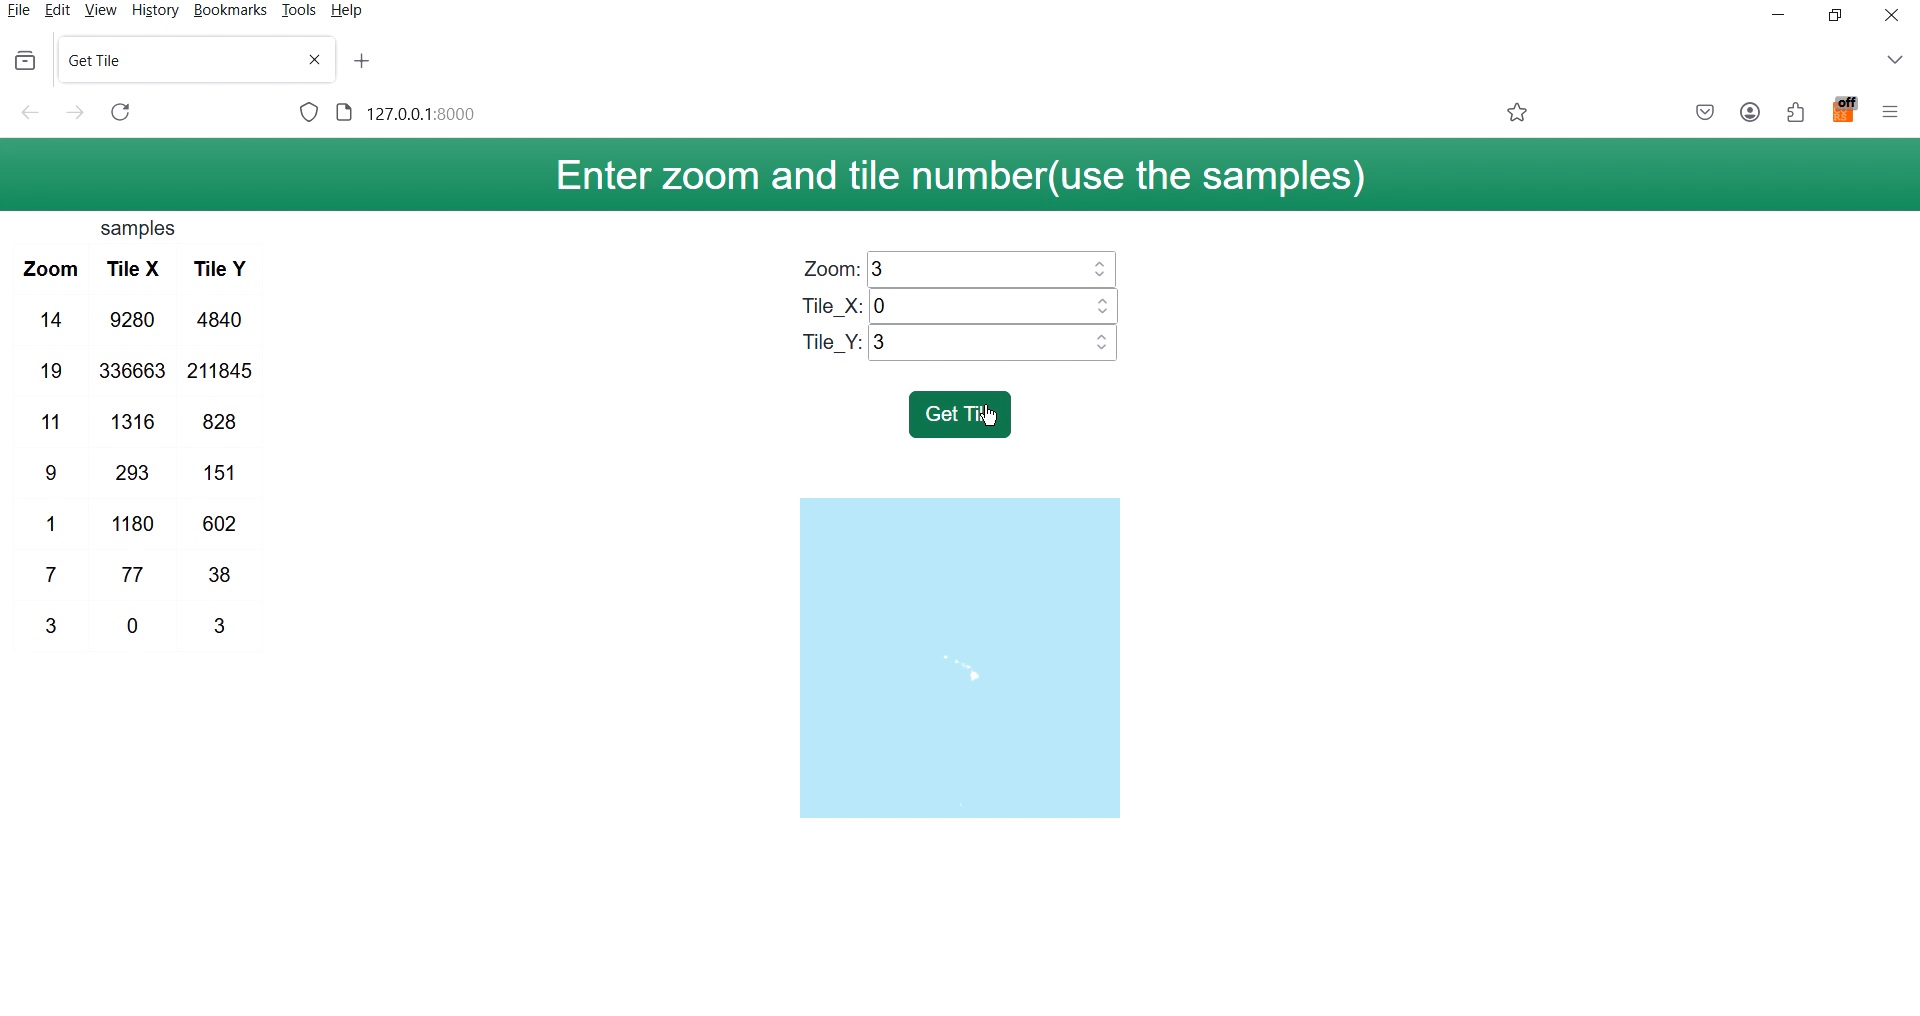 File Edit View History Bookmarks Tools Help
Get Tile
127.0.0.1:8000
off
Enter zoom and tile number(use the samples)
samples
Zoom Tile X Tile Y
14 9280 4840
19 336663 211845
11 1316 828
9 293 151
1 1180 602
7 77 38
3 0 3
Zoom: 3
Tile_X: 0
Tile_Y: 3
Get Tile